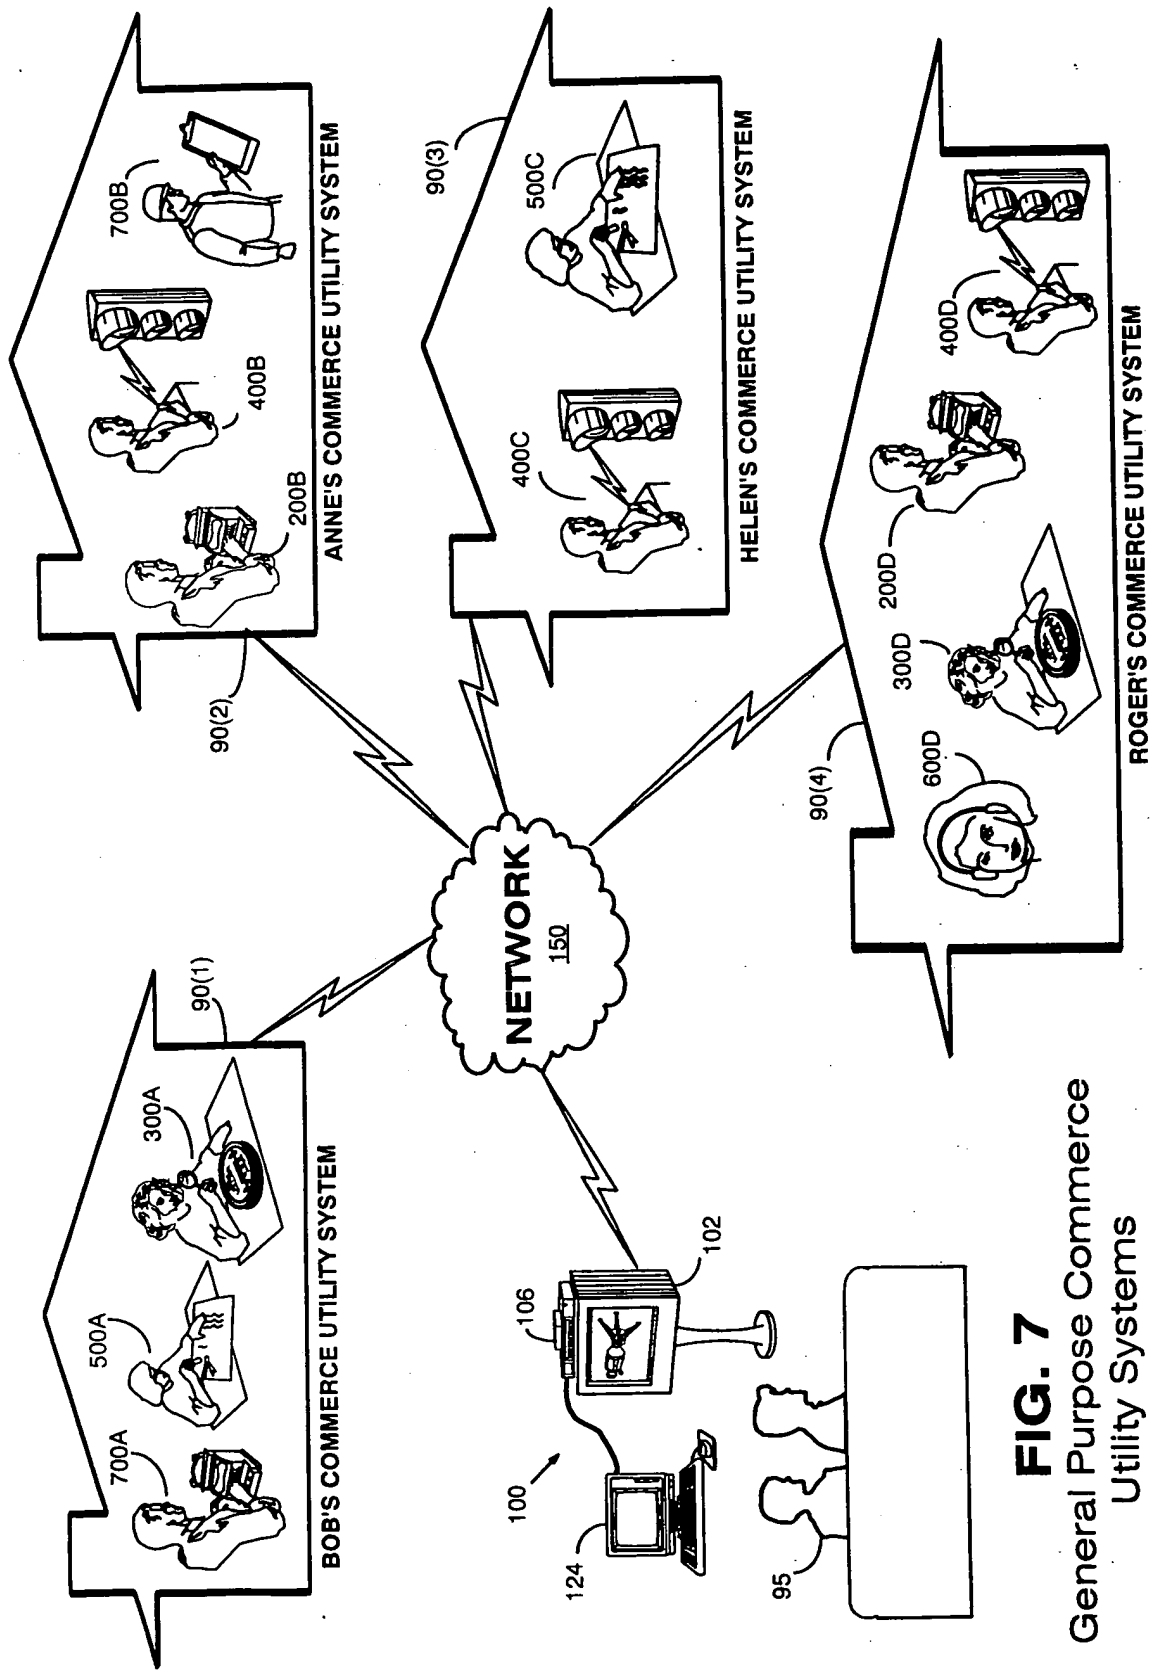 700A
500A
300A
90(1)
BOB'S COMMERCE UTILITY SYSTEM
90(2)
200B
400B
700B
ANNE'S COMMERCE UTILITY SYSTEM
100
124
106
102
NETWORK
150
90(3)
400C
500C
HELEN'S COMMERCE UTILITY SYSTEM
95
90(4)
600D
300D
200D
400D
ROGER'S COMMERCE UTILITY SYSTEM
FIG. 7
General Purpose Commerce
Utility Systems